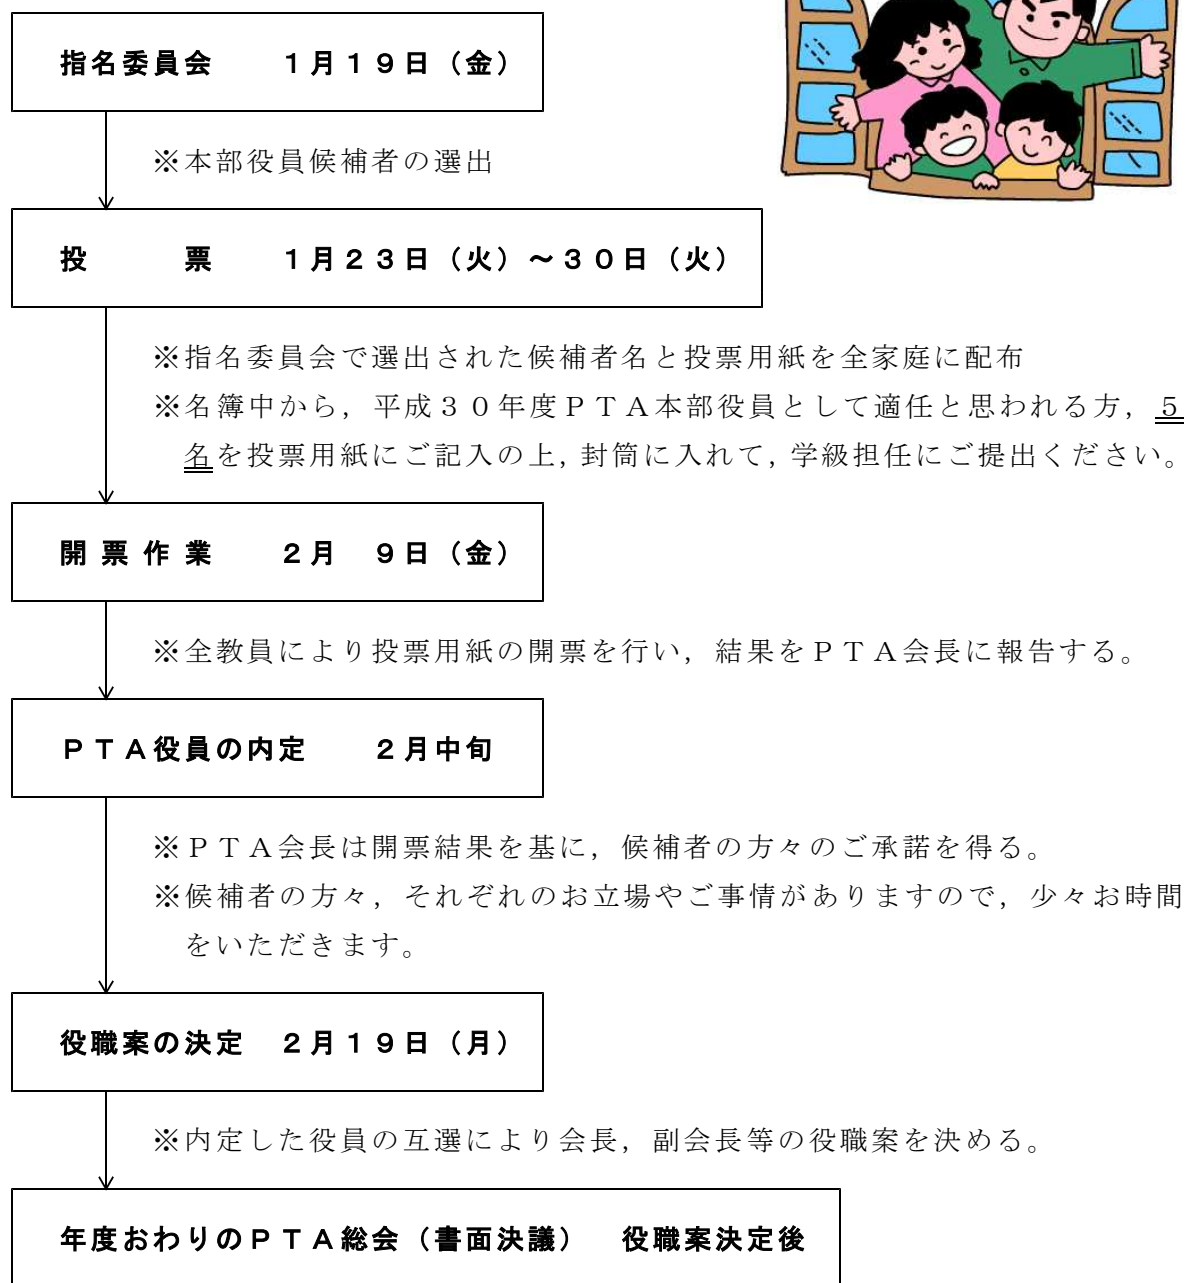 指名委員会　　１月１９日（金）
※本部役員候補者の選出
投　　　票　　１月２３日（火）～３０日（火）
※指名委員会で選出された候補者名と投票用紙を全家庭に配布
※名簿中から，平成３０年度ＰＴＡ本部役員として適任と思われる方，５
名を投票用紙にご記入の上，封筒に入れて，学級担任にご提出ください。
開 票 作 業　　２月　９日（金）
※全教員により投票用紙の開票を行い，結果をＰＴＡ会長に報告する。
ＰＴＡ役員の内定　　２月中旬
※ＰＴＡ会長は開票結果を基に，候補者の方々のご承諾を得る。
※候補者の方々，それぞれのお立場やご事情がありますので，少々お時間
をいただきます。
役職案の決定　２月１９日（月）
※内定した役員の互選により会長，副会長等の役職案を決める。
年度おわりのＰＴＡ総会（書面決議）　役職案決定後